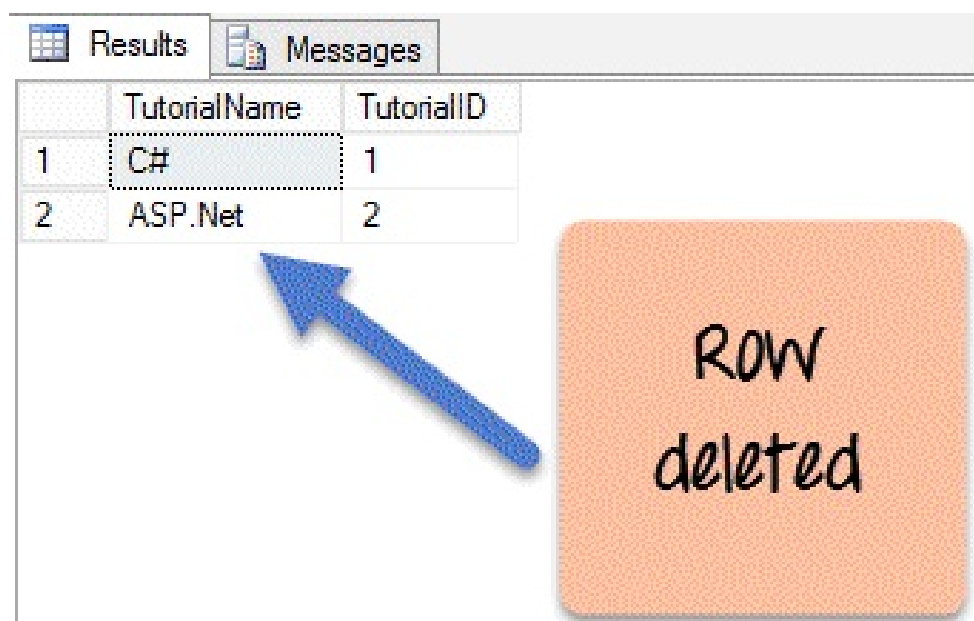 Results Messages
TutorialName TutorialID
1 C# 1
2 ASP.Net 2
Row
deleted